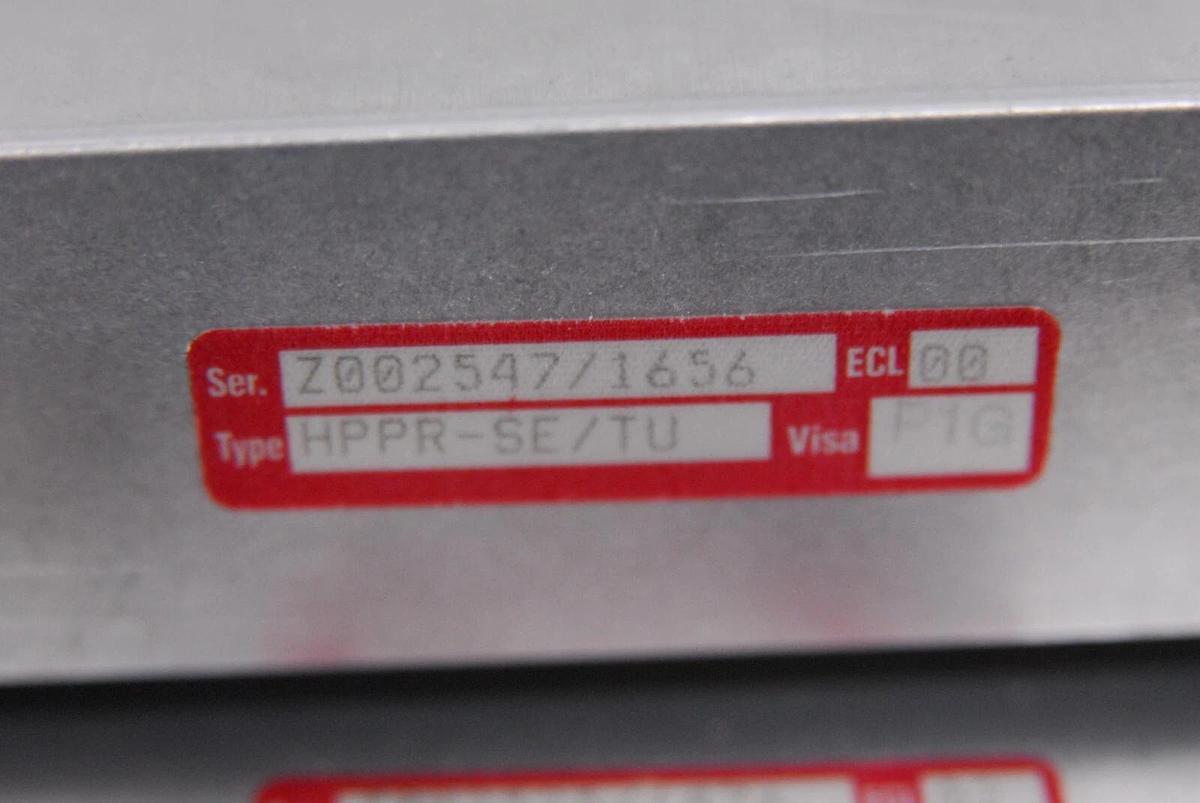 Ser. Z002547/1656 ECL 00
Type HPPR-SE/TU Visa P1G